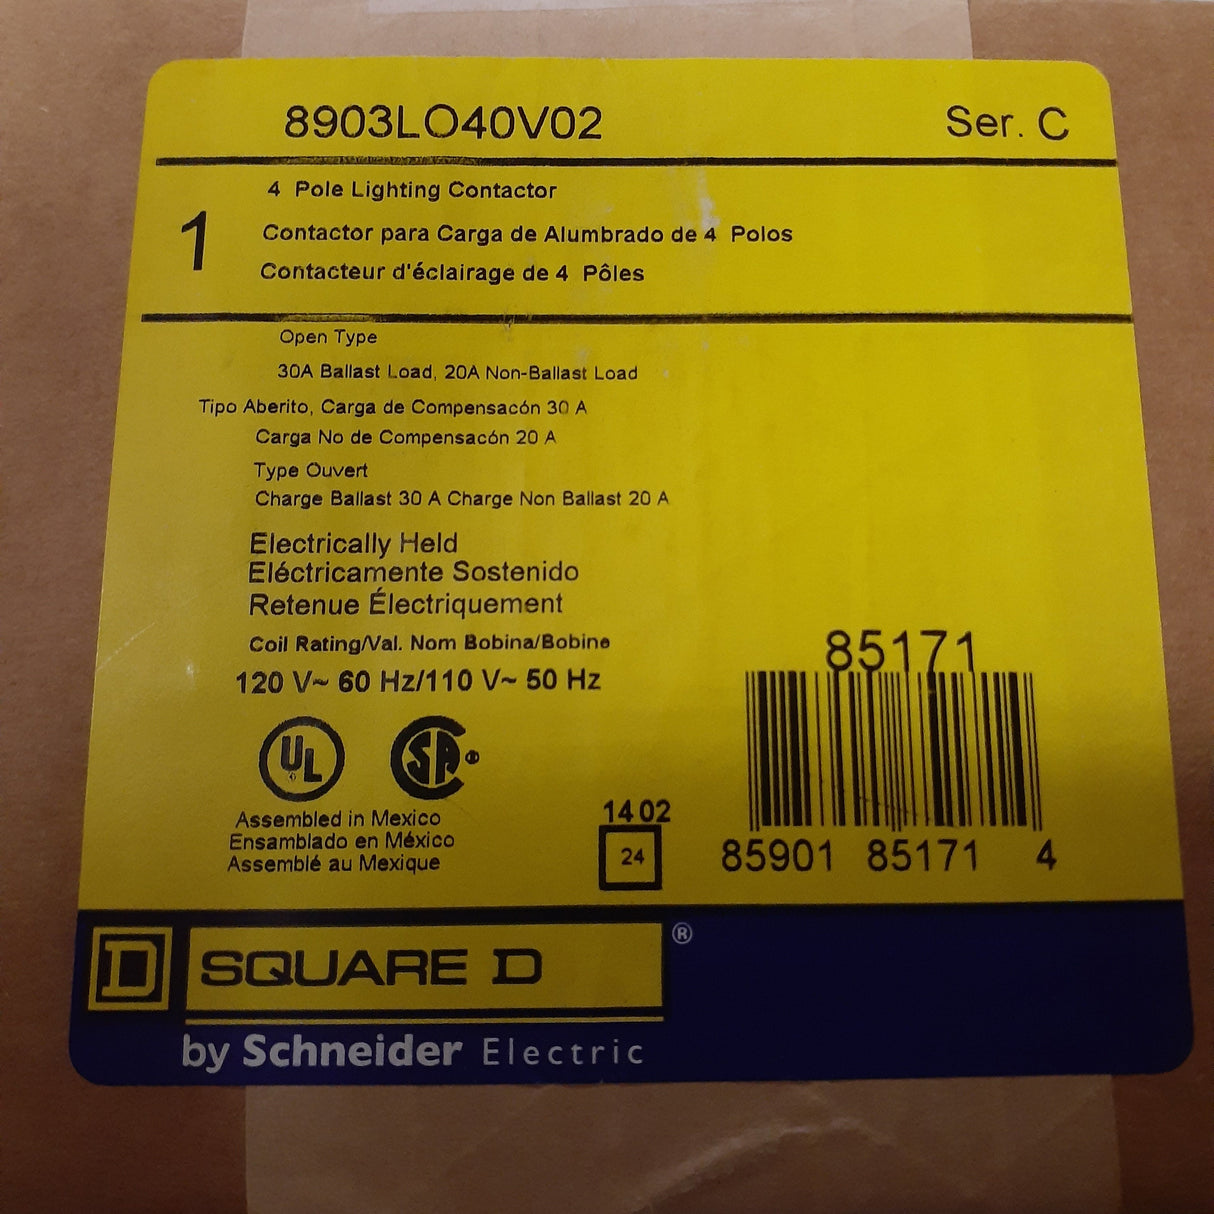 8903LO40V02 Ser. C
1
4 Pole Lighting Contactor
Contactor para Carga de Alumbrado de 4 Polos
Contacteur d'éclairage de 4 Pôles
Open Type
30A Ballast Load, 20A Non-Ballast Load
Tipo Aberito, Carga de Compensacón 30 A
Carga No de Compensacón 20 A
Type Ouvert
Charge Ballast 30 A Charge Non Ballast 20 A
Electrically Held
Eléctricamente Sostenido
Retenue Électriquement
Coil Rating/Val. Nom Bobina/Bobine
120 V~ 60 Hz/110 V~ 50 Hz
UL SA ®
Assembled in Mexico
Ensamblado en México
Assemblé au Mexique
14 02
24
85171
85901 85171 4
D SQUARE D ®
by Schneider Electric